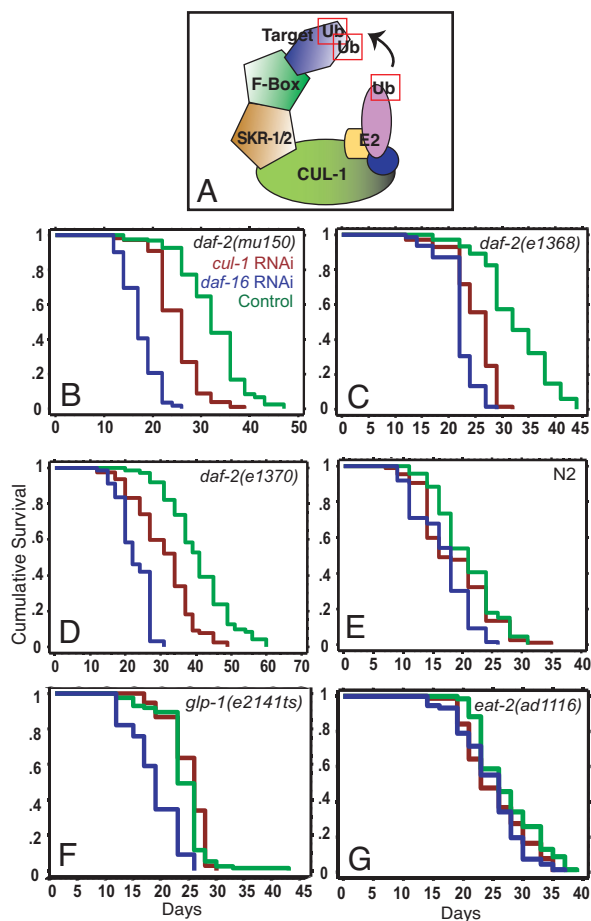 Target Ub
Ub
F-Box
Ub
SKR-1/2
E2
CUL-1
A
daf-2(mu150)
cul-1 RNAi
daf-16 RNAi
Control
1
.8
.6
.4
.2
0
B
0 10 20 30 40 50
daf-2(e1368)
1
.8
.6
.4
.2
0
C
0 5 10 15 20 25 30 35 40 45
Cumulative Survival
daf-2(e1370)
1
.8
.6
.4
.2
0
D
0 10 20 30 40 50 60 70
N2
1
.8
.6
.4
.2
0
E
0 5 10 15 20 25 30 35 40
glp-1(e2141ts)
1
.8
.6
.4
.2
0
F
0 5 15 25 35 45
Days
eat-2(ad1116)
1
.8
.6
.4
.2
0
G
0 5 10 15 20 25 30 35 40
Days